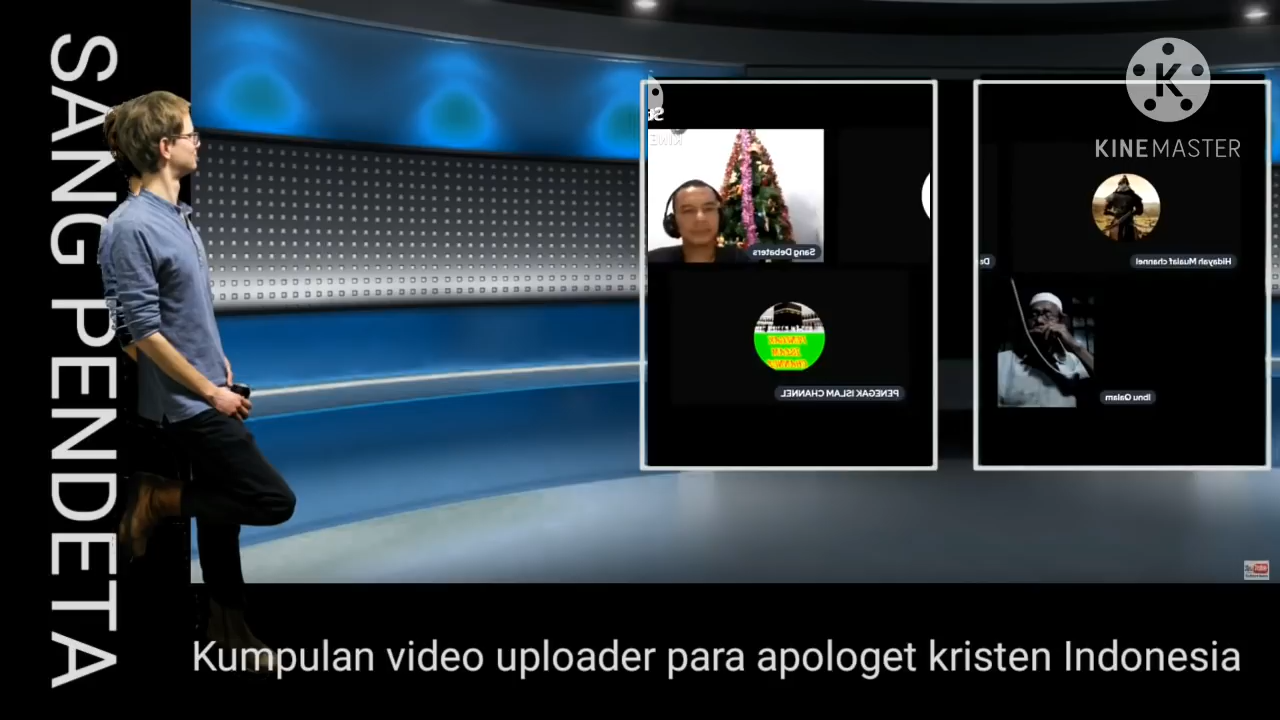 SANG PENDETA
KINEMASTER
Sang Debaters
Hidayah Mualaf channel
PENEGAK ISLAM CHANNEL
Ibnu Qalam
Kumpulan video uploader para apologet kristen Indonesia